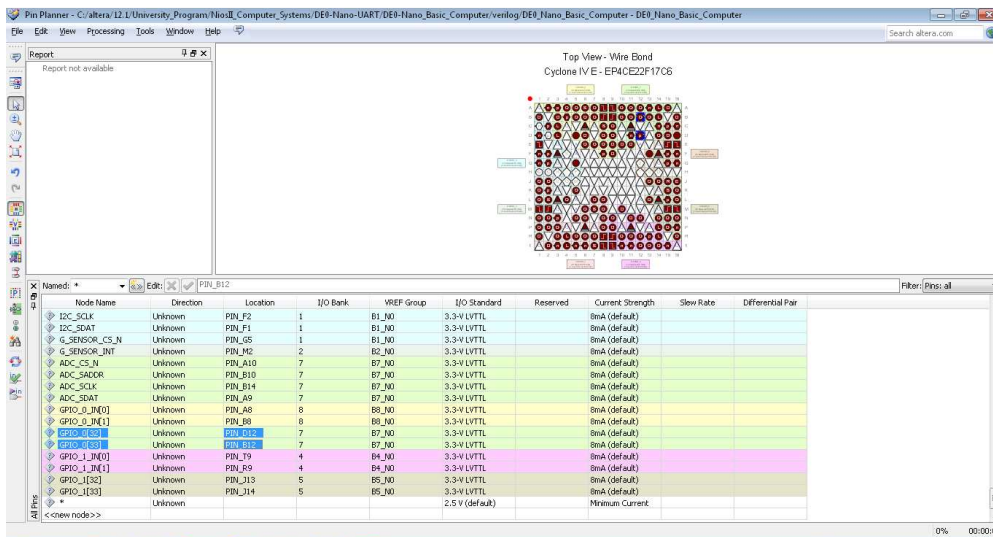 Pin Planner - C:/altera/12.1/University_Program/NiosII_Computer_Systems/DE0-Nano-UART/DE0-Nano_Basic_Computer/verilog/DE0_Nano_Basic_Computer - DE0_Nano_Basic_Computer
File Edit View Processing Tools Window Help
Search altera.com
Report
Report not available
Top View - Wire Bond
Cyclone IV E - EP4CE22F17C6
Named: * Edit: PIN_B12 Filter: Pins: all
Node Name Direction Location I/O Bank VREF Group I/O Standard Reserved Current Strength Slew Rate Differential Pair
I2C_SCLK Unknown PIN_F2 1 B1_N0 3.3-V LVTTL 8mA (default)
I2C_SDAT Unknown PIN_F1 1 B1_N0 3.3-V LVTTL 8mA (default)
G_SENSOR_CS_N Unknown PIN_G5 1 B1_N0 3.3-V LVTTL 8mA (default)
G_SENSOR_INT Unknown PIN_M2 2 B2_N0 3.3-V LVTTL 8mA (default)
ADC_CS_N Unknown PIN_A10 7 B7_N0 3.3-V LVTTL 8mA (default)
ADC_SADDR Unknown PIN_B10 7 B7_N0 3.3-V LVTTL 8mA (default)
ADC_SCLK Unknown PIN_B14 7 B7_N0 3.3-V LVTTL 8mA (default)
ADC_SDAT Unknown PIN_A9 7 B7_N0 3.3-V LVTTL 8mA (default)
GPIO_0_IN[0] Unknown PIN_A8 8 B8_N0 3.3-V LVTTL 8mA (default)
GPIO_0_IN[1] Unknown PIN_B8 8 B8_N0 3.3-V LVTTL 8mA (default)
GPIO_0[32] Unknown PIN_D12 7 B7_N0 3.3-V LVTTL 8mA (default)
GPIO_0[33] Unknown PIN_B12 7 B7_N0 3.3-V LVTTL 8mA (default)
GPIO_1_IN[0] Unknown PIN_T9 4 B4_N0 3.3-V LVTTL 8mA (default)
GPIO_1_IN[1] Unknown PIN_R9 4 B4_N0 3.3-V LVTTL 8mA (default)
GPIO_1[32] Unknown PIN_J13 5 B5_N0 3.3-V LVTTL 8mA (default)
GPIO_1[33] Unknown PIN_J14 5 B5_N0 3.3-V LVTTL 8mA (default)
* Unknown 2.5 V (default) Minimum Current
<<new node>>
All Pins
0% 00:00: